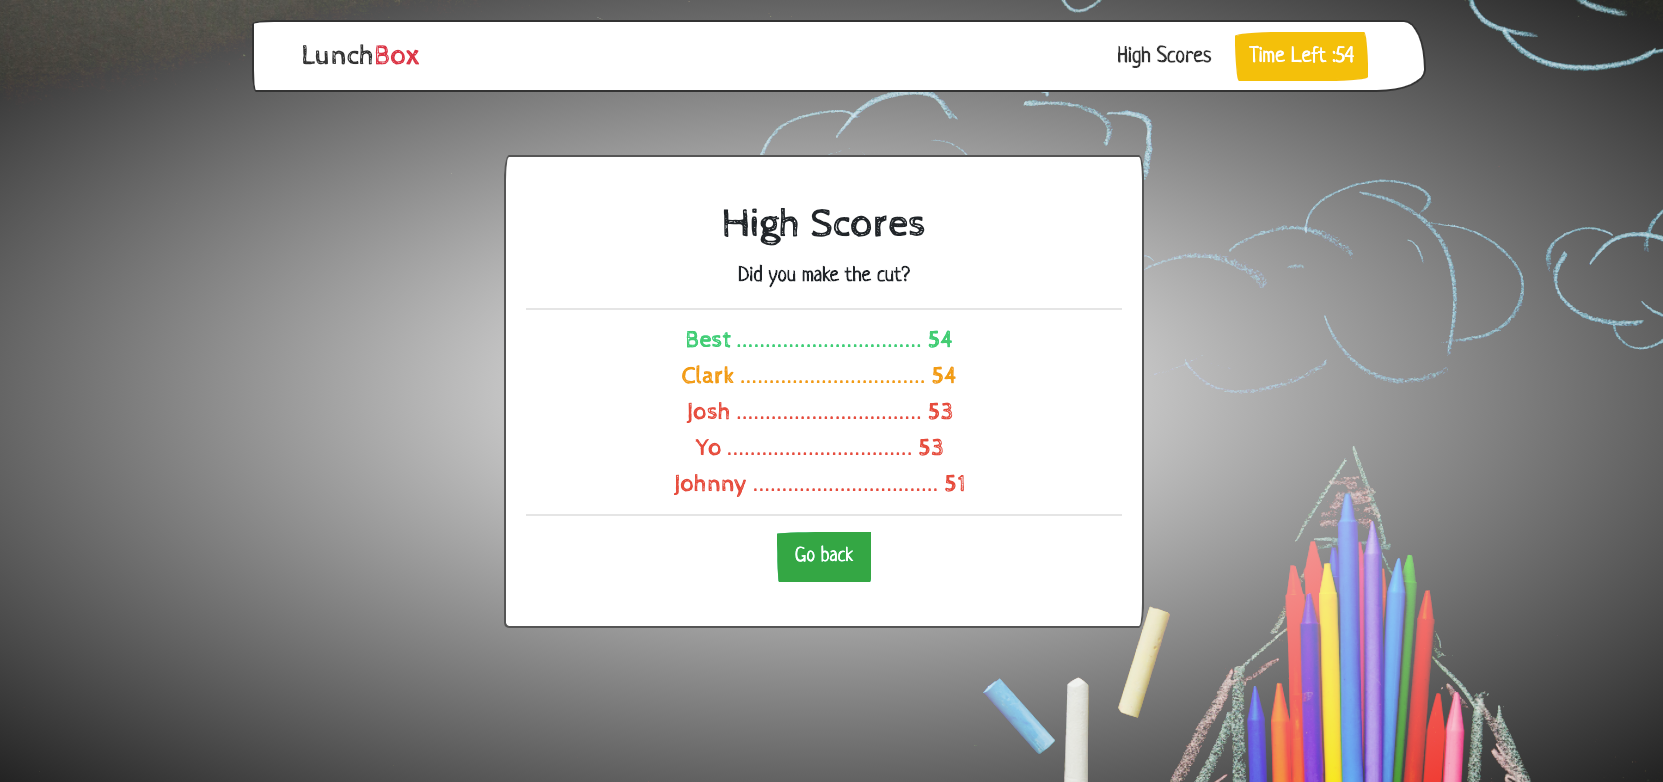 LunchBox
High Scores
Time Left :54
High Scores
Did you make the cut?
Best ................................ 54
Clark ................................ 54
Josh ................................ 53
Yo ................................ 53
Johnny ................................ 51
Go back